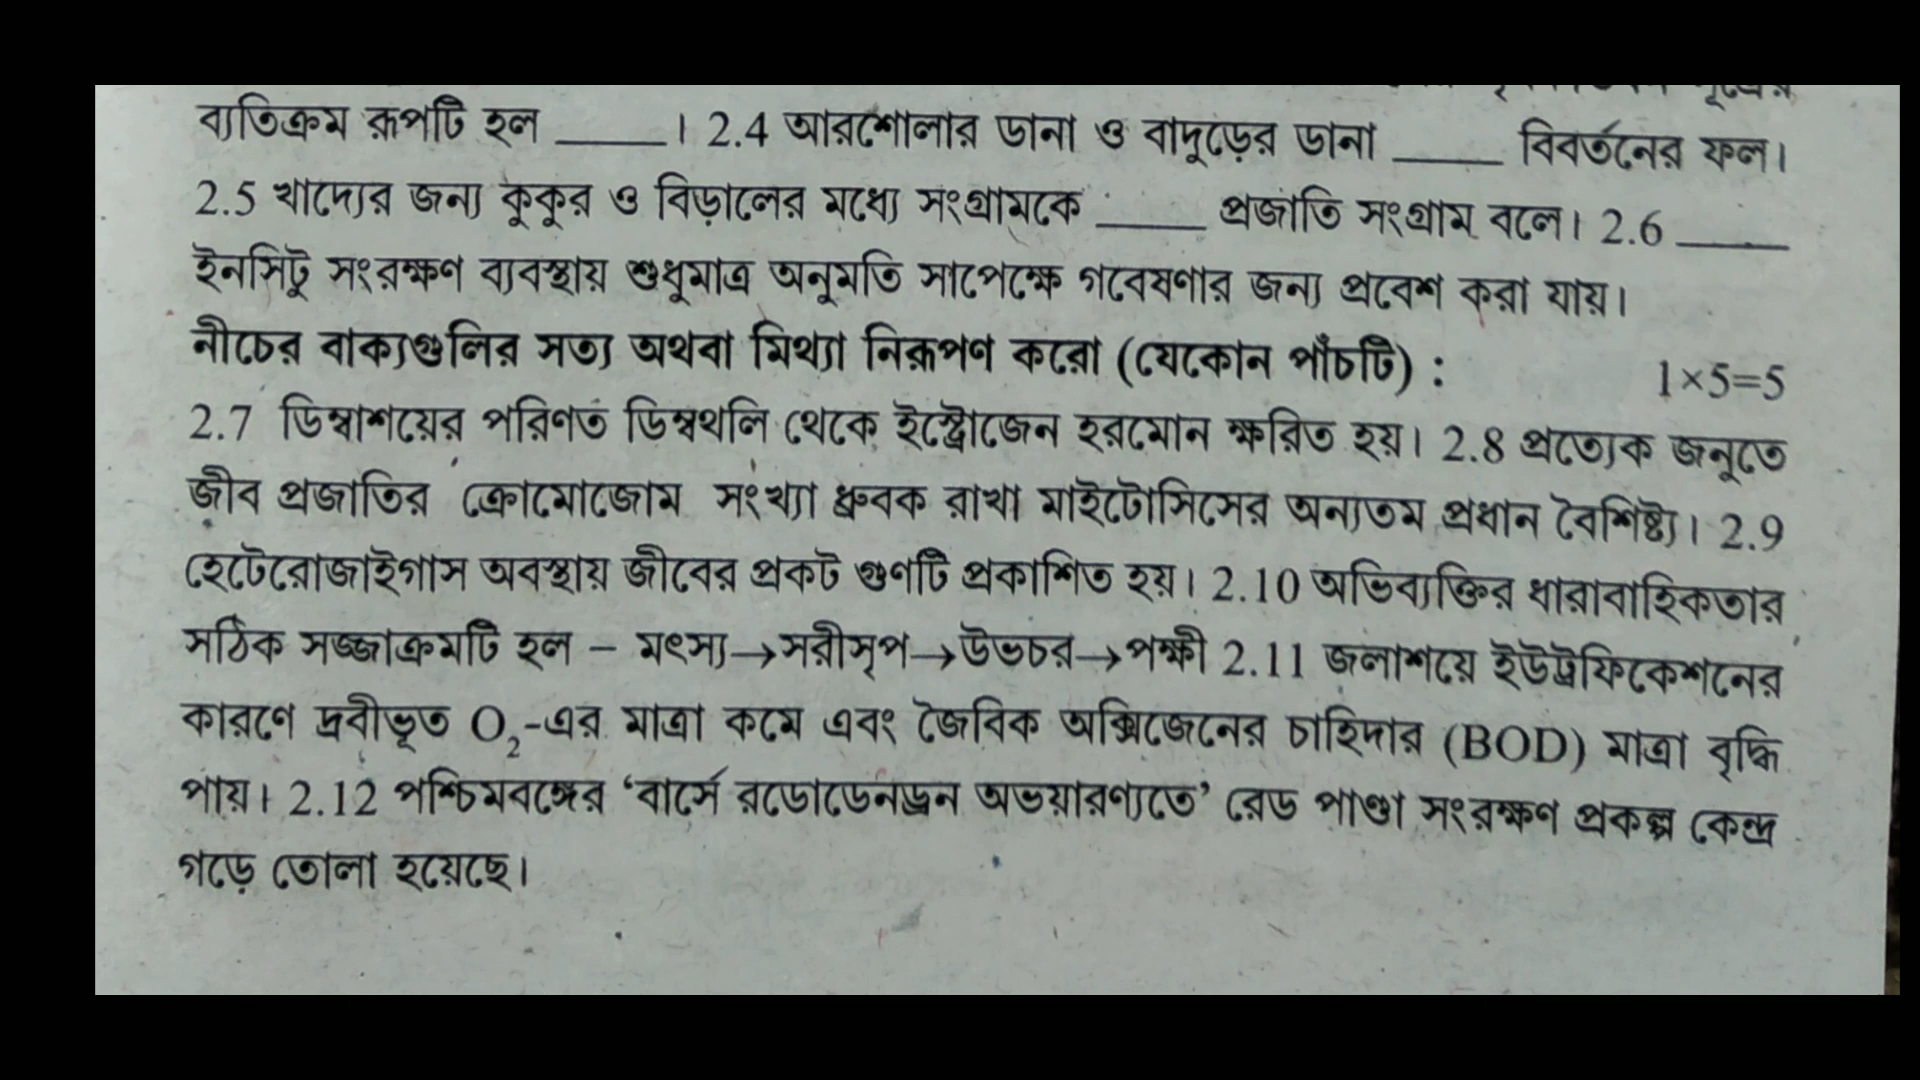 ব্যতিক্রম রূপটি হল _____। 2.4 আরশোলার ডানা ও বাদুড়ের ডানা _____ বিবর্তনের ফল।
2.5 খাদ্যের জন্য কুকুর ও বিড়ালের মধ্যে সংগ্রামকে _____ প্রজাতি সংগ্রাম বলে। 2.6 _____
ইনসিটু সংরক্ষণ ব্যবস্থায় শুধুমাত্র অনুমতি সাপেক্ষে গবেষণার জন্য প্রবেশ করা যায়।
নীচের বাক্যগুলির সত্য অথবা মিথ্যা নিরূপণ করো (যেকোন পাঁচটি) : 1×5=5
2.7 ডিম্বাশয়ের পরিণত ডিম্বথলি থেকে ইস্ট্রোজেন হরমোন ক্ষরিত হয়। 2.8 প্রত্যেক জনুতে
জীব প্রজাতির ক্রোমোজোম সংখ্যা ধ্রুবক রাখা মাইটোসিসের অন্যতম প্রধান বৈশিষ্ট্য। 2.9
হেটেরোজাইগাস অবস্থায় জীবের প্রকট গুণটি প্রকাশিত হয়। 2.10 অভিব্যক্তির ধারাবাহিকতার
সঠিক সজ্জাক্রমটি হল – মৎস্য→সরীসৃপ→উভচর→পক্ষী 2.11 জলাশয়ে ইউট্রফিকেশনের
কারণে দ্রবীভূত O₂-এর মাত্রা কমে এবং জৈবিক অক্সিজেনের চাহিদার (BOD) মাত্রা বৃদ্ধি
পায়। 2.12 পশ্চিমবঙ্গের ‘বার্সে রডোডেনড্রন অভয়ারণ্যতে’ রেড পাণ্ডা সংরক্ষণ প্রকল্প কেন্দ্র
গড়ে তোলা হয়েছে।